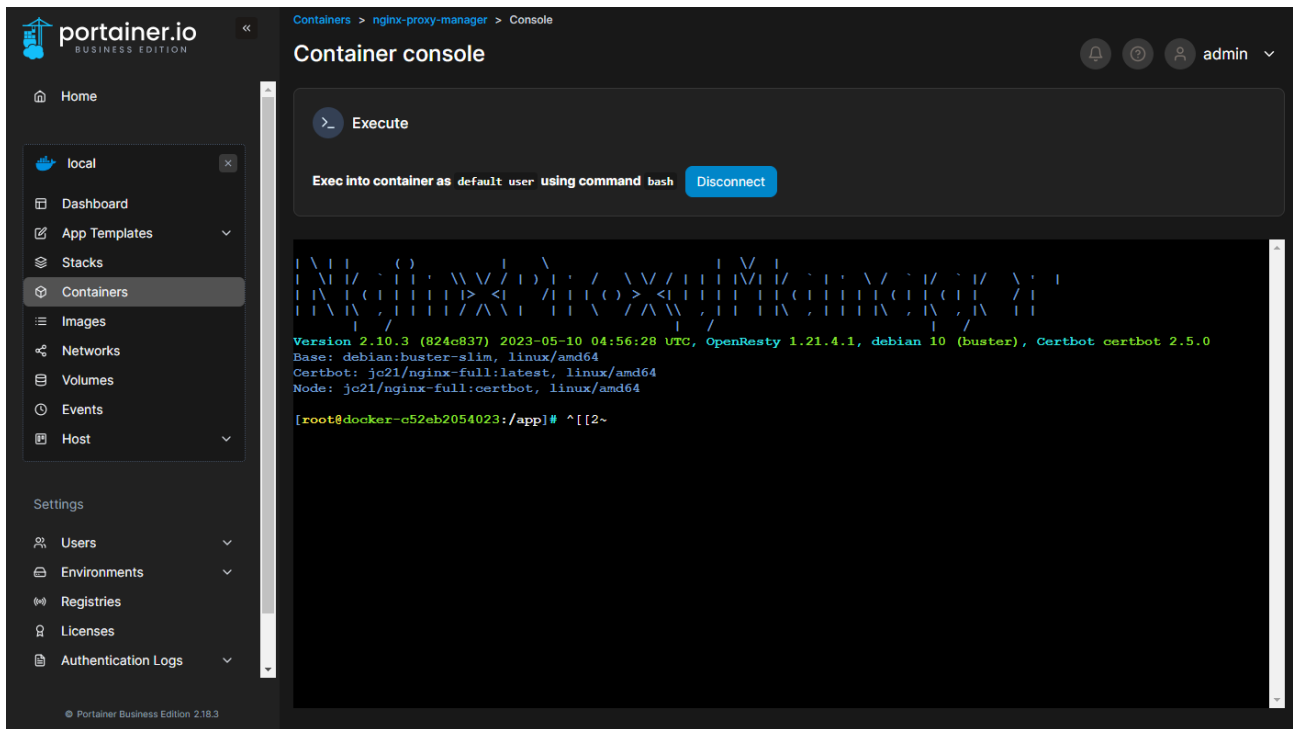 portainer.io
BUSINESS EDITION
«
Home
local
Dashboard
App Templates
Stacks
Containers
Images
Networks
Volumes
Events
Host
Settings
Users
Environments
Registries
Licenses
Authentication Logs
© Portainer Business Edition 2.18.3
Containers > nginx-proxy-manager > Console
Container console
admin
>_ Execute
Exec into container as default user using command bash Disconnect
NginxProxyManager
Version 2.10.3 (824c837) 2023-05-10 04:56:28 UTC, OpenResty 1.21.4.1, debian 10 (buster), Certbot certbot 2.5.0
Base: debian:buster-slim, linux/amd64
Certbot: jc21/nginx-full:latest, linux/amd64
Node: jc21/nginx-full:certbot, linux/amd64
[root@docker-c52eb2054023:/app]# ^[[2~